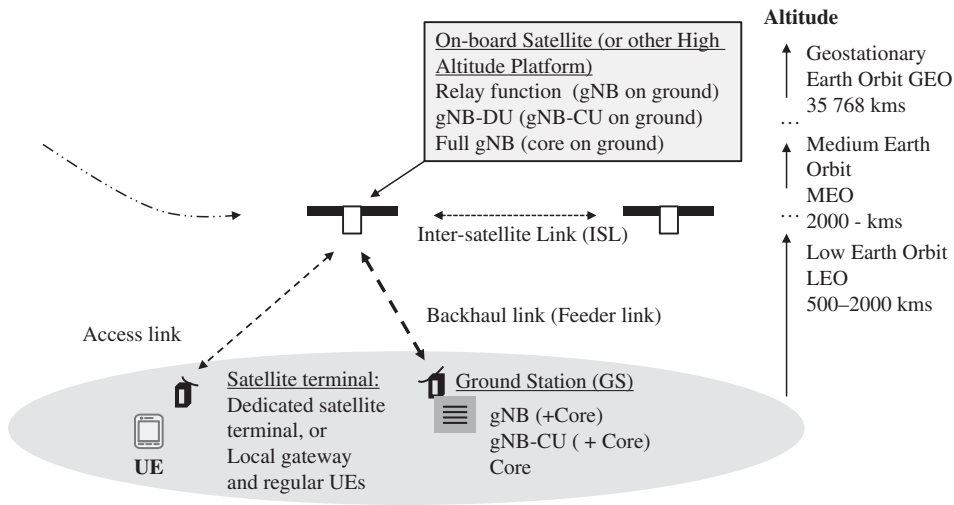 Altitude
On-board Satellite (or other High
Altitude Platform)
Relay function (gNB on ground)
gNB-DU (gNB-CU on ground)
Full gNB (core on ground)
Geostationary
Earth Orbit GEO
35 768 kms
...
Medium Earth
Orbit
MEO
2000 - kms
...
Low Earth Orbit
LEO
500–2000 kms
Inter-satellite Link (ISL)
Access link
Backhaul link (Feeder link)
Satellite terminal:
Dedicated satellite
terminal, or
Local gateway
and regular UEs
UE
Ground Station (GS)
gNB (+Core)
gNB-CU ( + Core)
Core